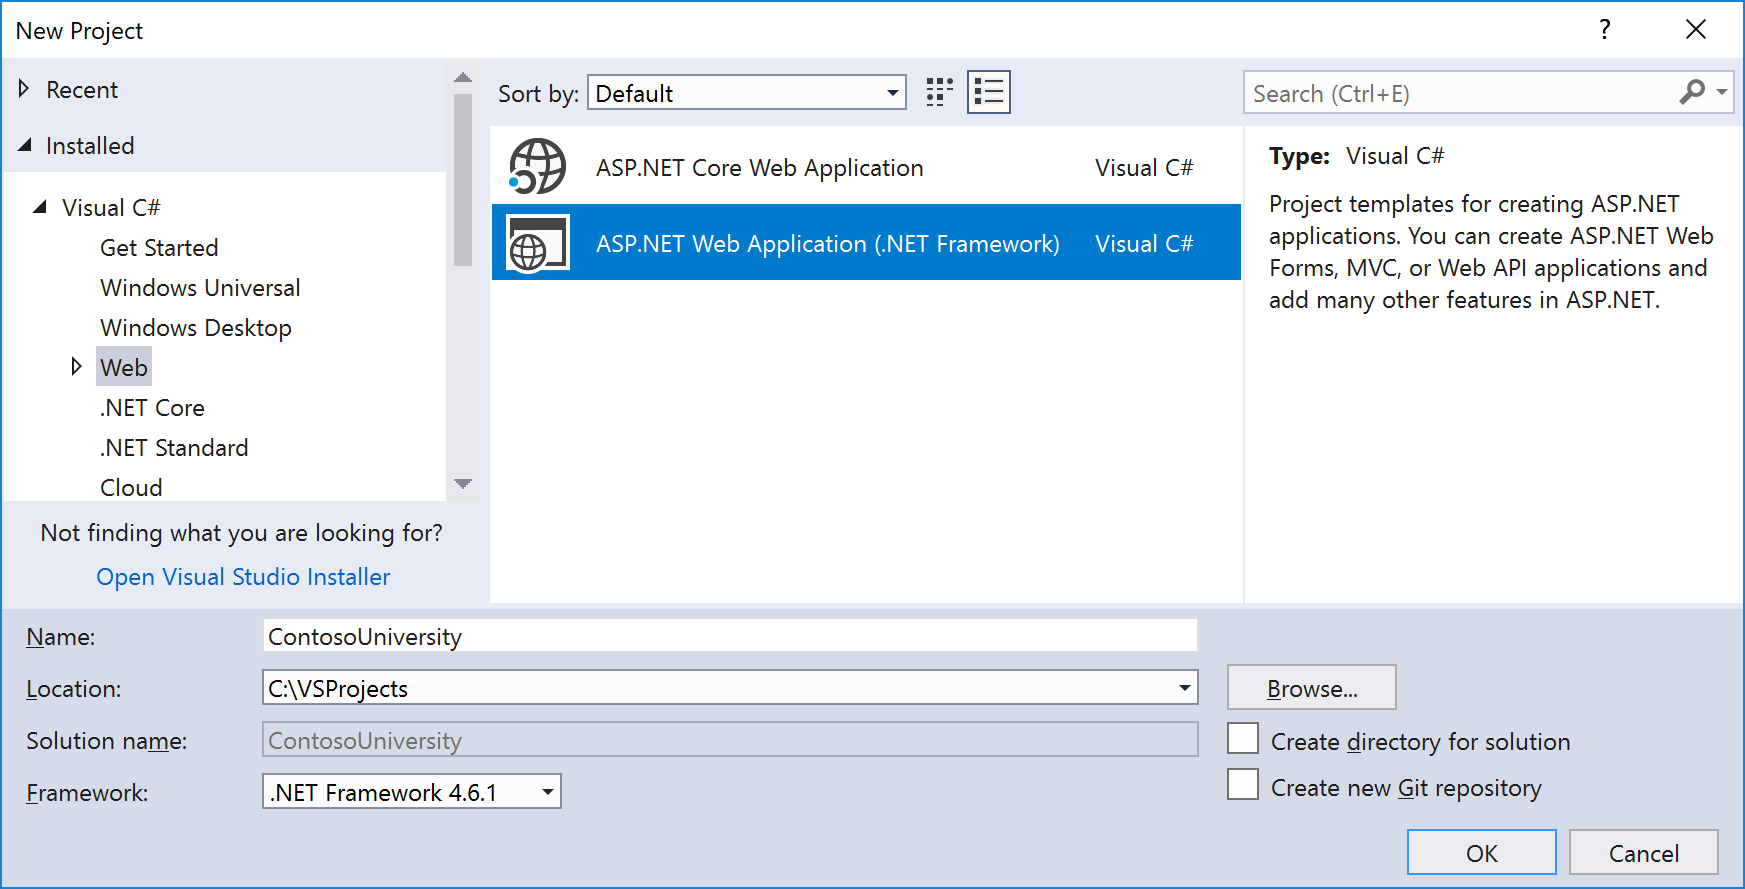 New Project
?
Recent
Installed
Visual C#
Get Started
Windows Universal
Windows Desktop
Web
.NET Core
.NET Standard
Cloud
Not finding what you are looking for?
Open Visual Studio Installer
Sort by: Default
Search (Ctrl+E)
ASP.NET Core Web Application Visual C#
ASP.NET Web Application (.NET Framework) Visual C#
Type: Visual C#
Project templates for creating ASP.NET
applications. You can create ASP.NET Web
Forms, MVC, or Web API applications and
add many other features in ASP.NET.
Name: ContosoUniversity
Location: C:\VSProjects
Browse...
Solution name: ContosoUniversity
Create directory for solution
Framework: .NET Framework 4.6.1
Create new Git repository
OK Cancel